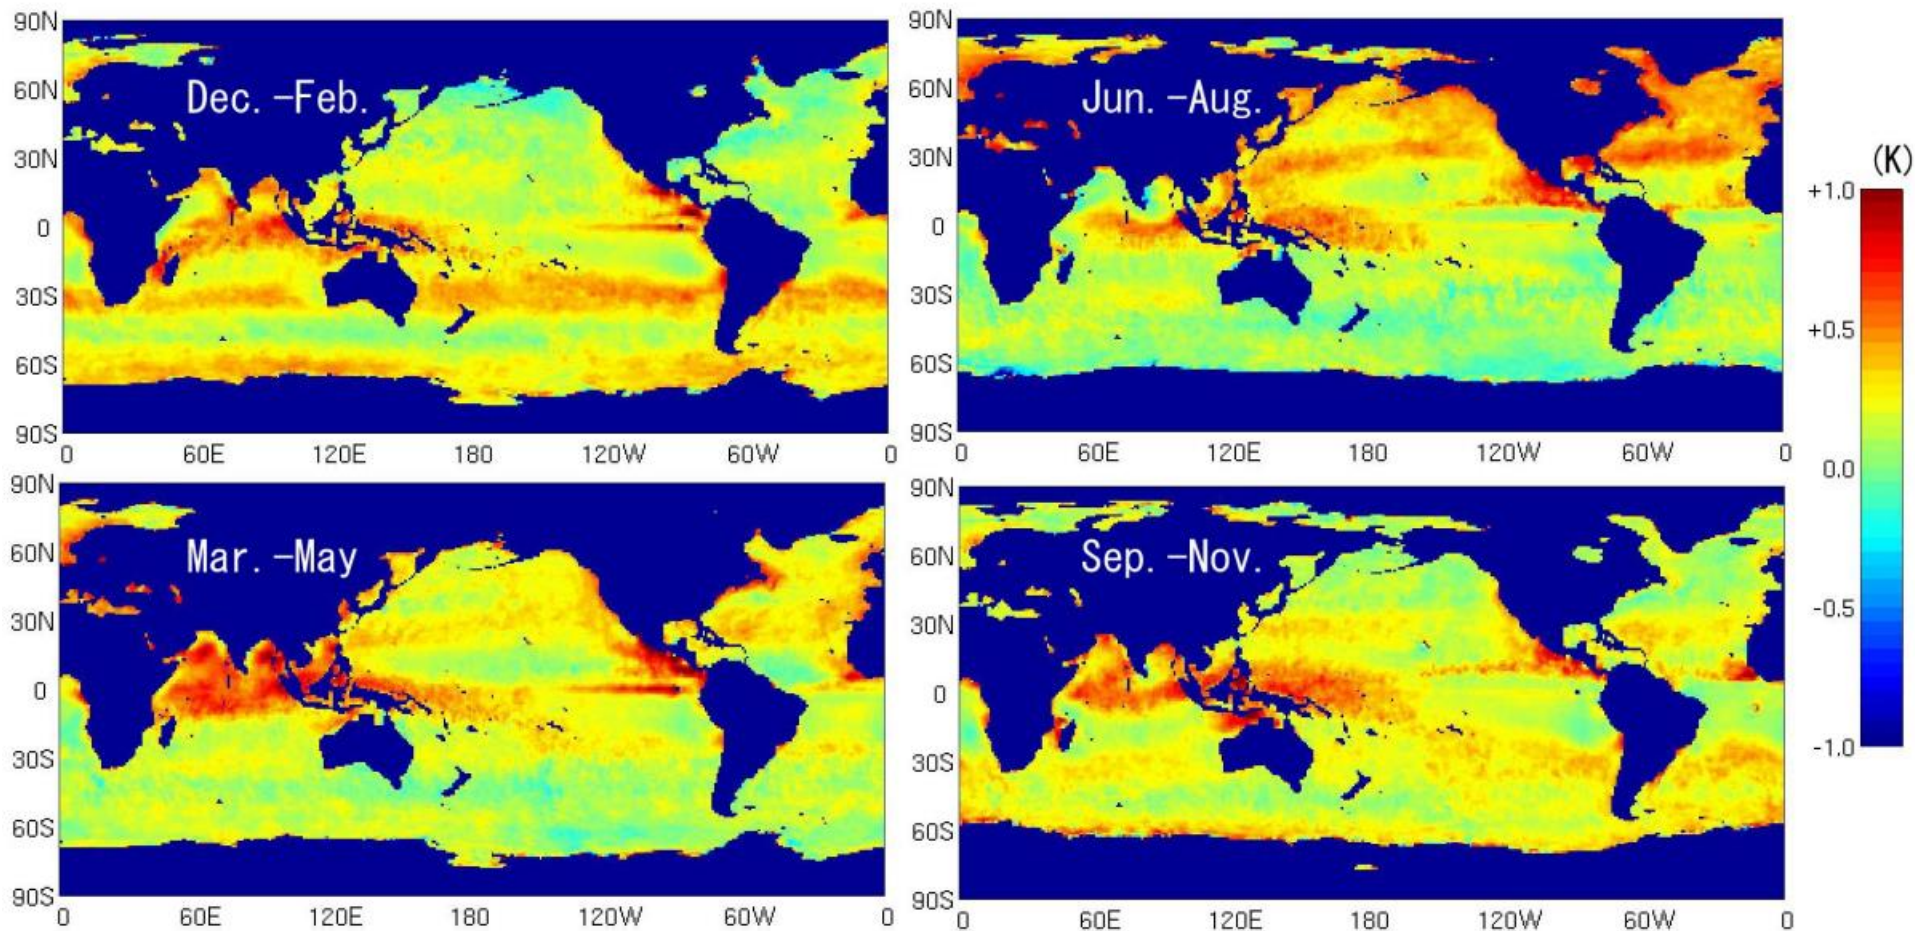 90N 90N
60N Dec.-Feb. 60N Jun.-Aug.
30N 30N (K)
+1.0
0 0
30S 30S +0.5
60S 60S
90S 90S
0 60E 120E 180 120W 60W 0 0 60E 120E 180 120W 60W 0
0.0
90N 90N
60N Mar.-May 60N Sep.-Nov.
-0.5
30N 30N
0 0
-1.0
30S 30S
60S 60S
90S 90S
0 60E 120E 180 120W 60W 0 0 60E 120E 180 120W 60W 0